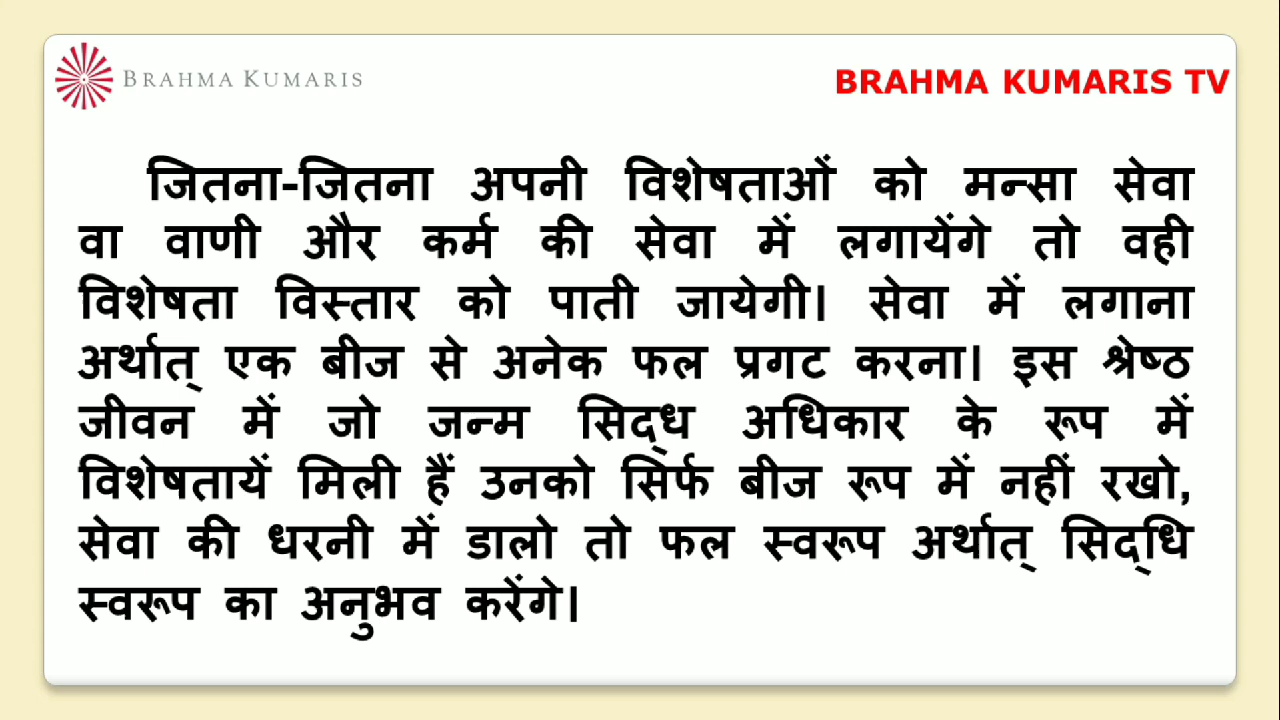 BRAHMA KUMARIS
BRAHMA KUMARIS TV
जितना-जितना अपनी विशेषताओं को मन्सा सेवा
वा वाणी और कर्म की सेवा में लगायेंगे तो वही
विशेषता विस्तार को पाती जायेगी। सेवा में लगाना
अर्थात् एक बीज से अनेक फल प्रगट करना। इस श्रेष्ठ
जीवन में जो जन्म सिद्ध अधिकार के रूप में
विशेषतायें मिली हैं उनको सिर्फ बीज रूप में नहीं रखो,
सेवा की धरनी में डालो तो फल स्वरूप अर्थात् सिद्धि
स्वरूप का अनुभव करेंगे।